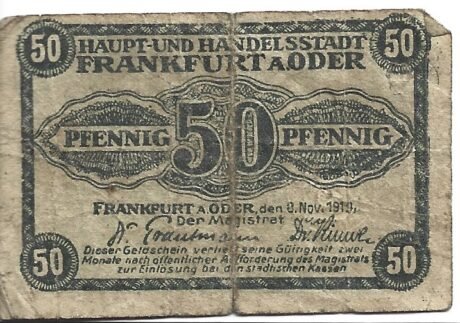 50 50
HAUPT-UND HANDELSSTADT
FRANKFURT A ODER
PFENNIG 50 PFENNIG
FRANKFURT A. ODER, den 8. Nov. 1919.
Der Magistrat
Dieser Geldschein verliert seine Gültigkeit zwei
Monate nach öffentlicher Aufforderung des Magistrats
zur Einlösung bei den städtischen Kassen
50 50